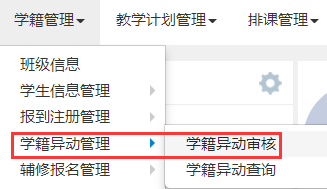 学籍管理 教学计划管理 排课管理
班级信息
学生信息管理
报到注册管理
学籍异动管理 学籍异动审核
辅修报名管理 学籍异动查询